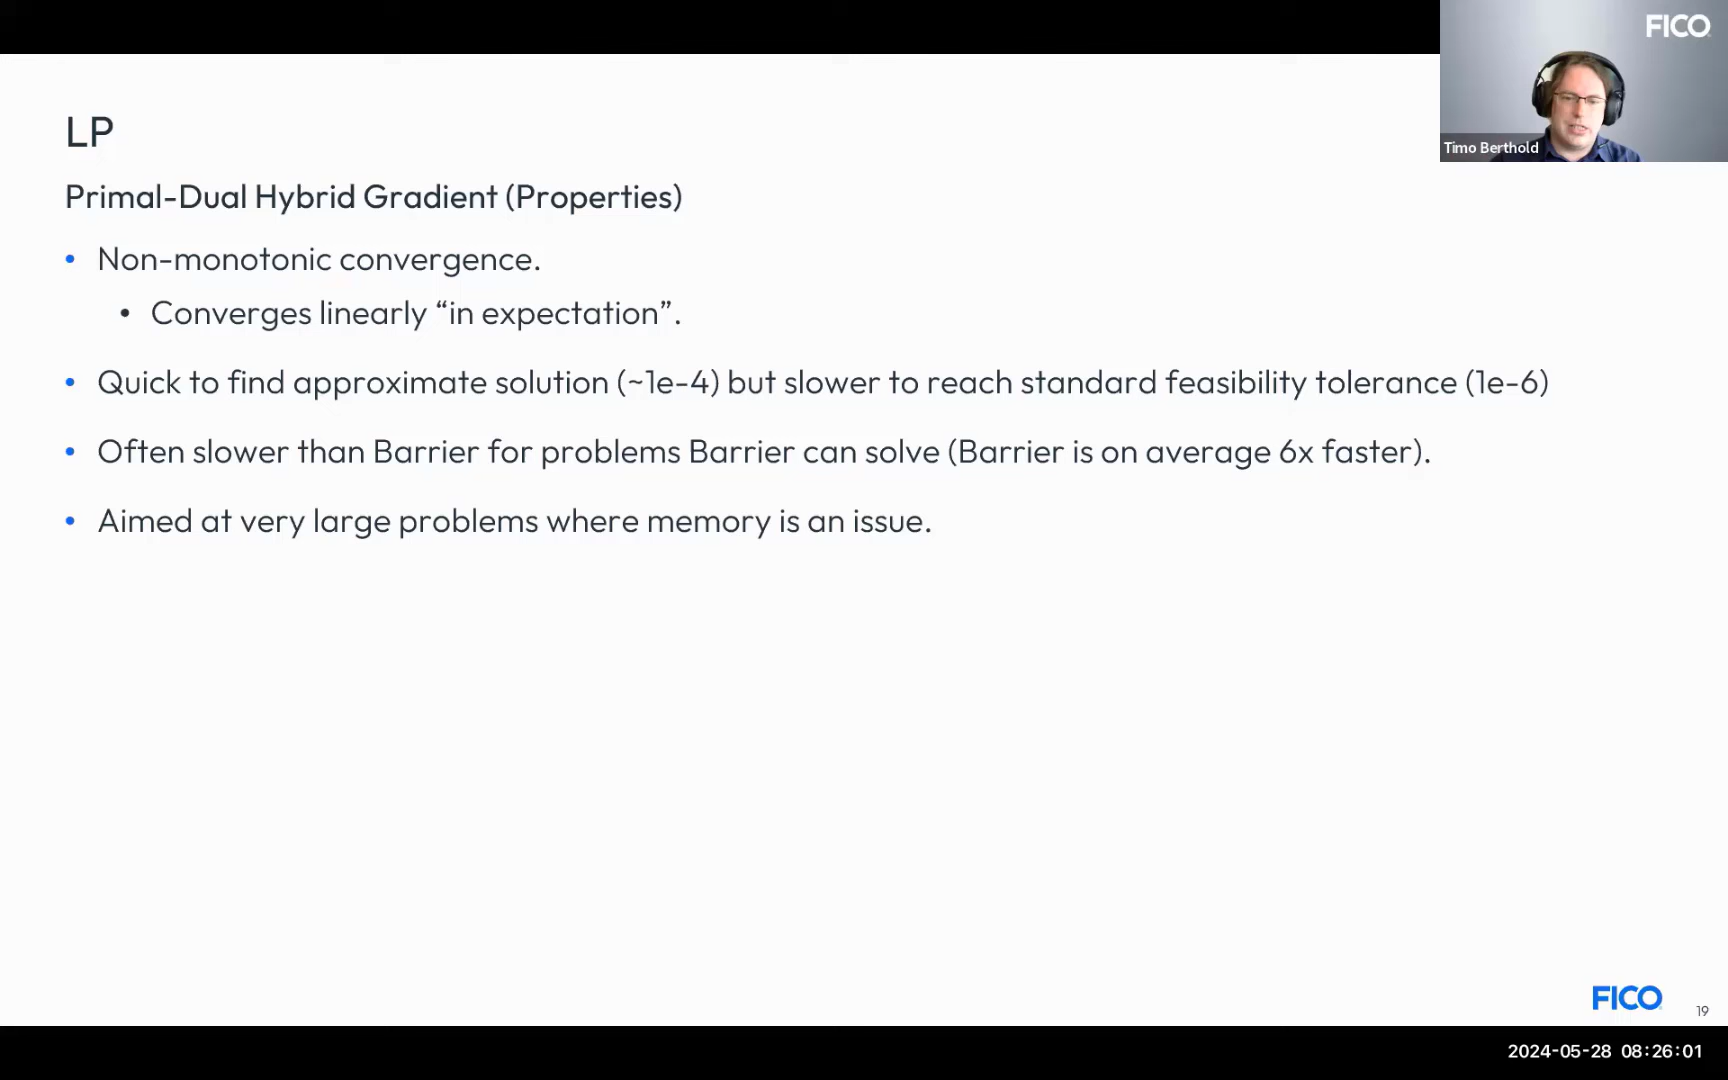 FICO
Timo Berthold
LP
Primal-Dual Hybrid Gradient (Properties)
• Non-monotonic convergence.
• Converges linearly “in expectation”.
• Quick to find approximate solution (~1e-4) but slower to reach standard feasibility tolerance (1e-6)
• Often slower than Barrier for problems Barrier can solve (Barrier is on average 6x faster).
• Aimed at very large problems where memory is an issue.
FICO
19
2024-05-28 08:26:01